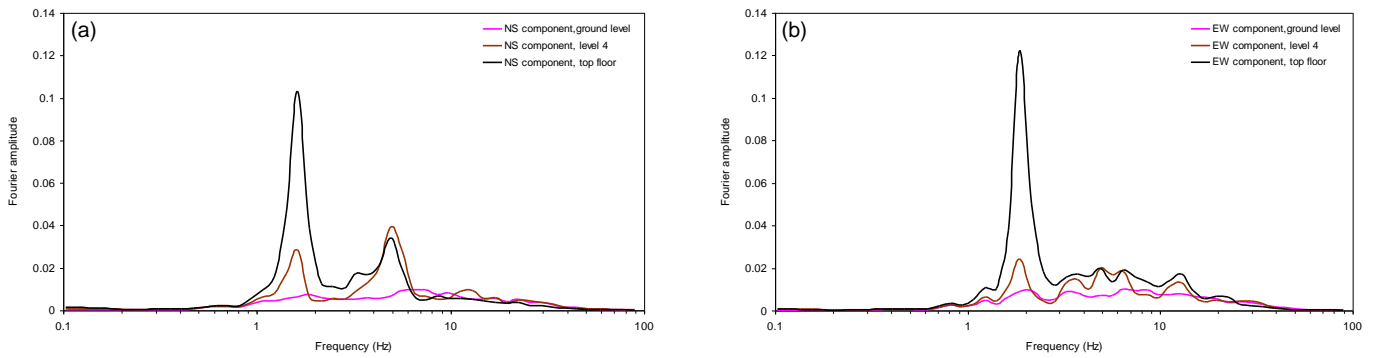 (a)
NS component,ground level
NS component, level 4
NS component, top floor
0.14
0.12
0.1
0.08
0.06
0.04
0.02
0
Fourier amplitude
0.1 1 10 100
Frequency (Hz)
(b)
EW component,ground level
EW component, level 4
EW component, top floor
0.14
0.12
0.1
0.08
0.06
0.04
0.02
0
Fourier amplitude
0.1 1 10 100
Frequency (Hz)